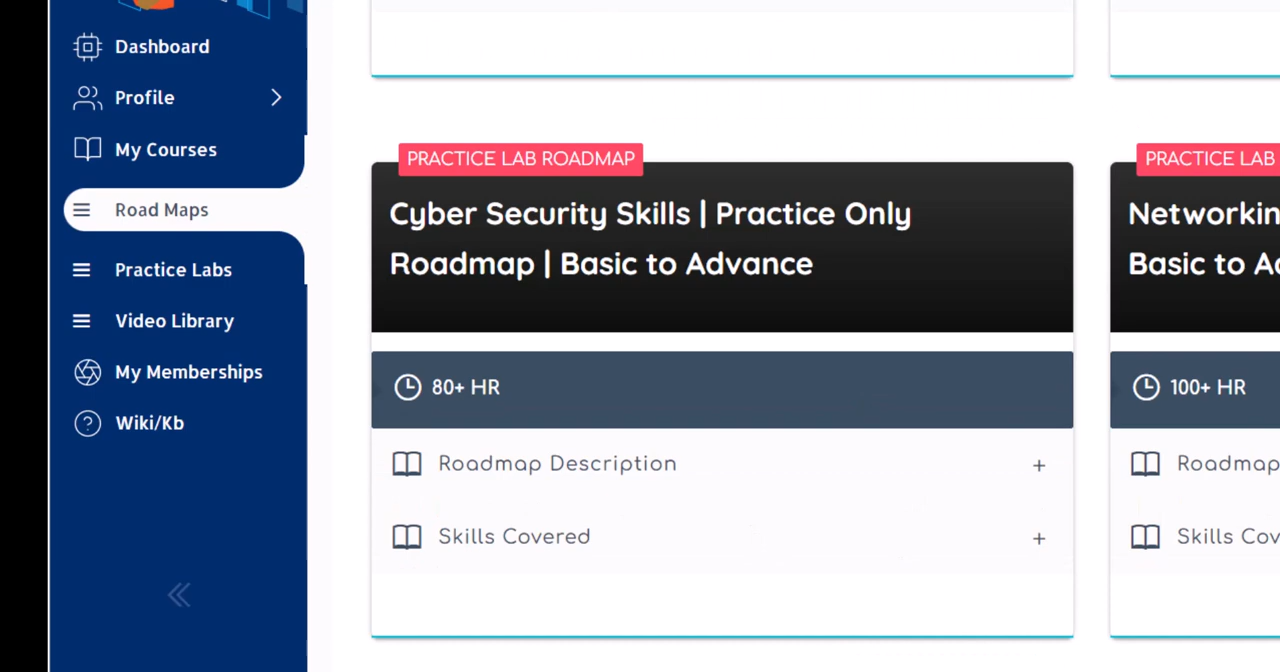 Dashboard
Profile
My Courses
Road Maps
Practice Labs
Video Library
My Memberships
Wiki/Kb
PRACTICE LAB ROADMAP
Cyber Security Skills | Practice Only
Roadmap | Basic to Advance
80+ HR
Roadmap Description +
Skills Covered +
PRACTICE LAB
Networkin
Basic to A
100+ HR
Roadmap
Skills Cov